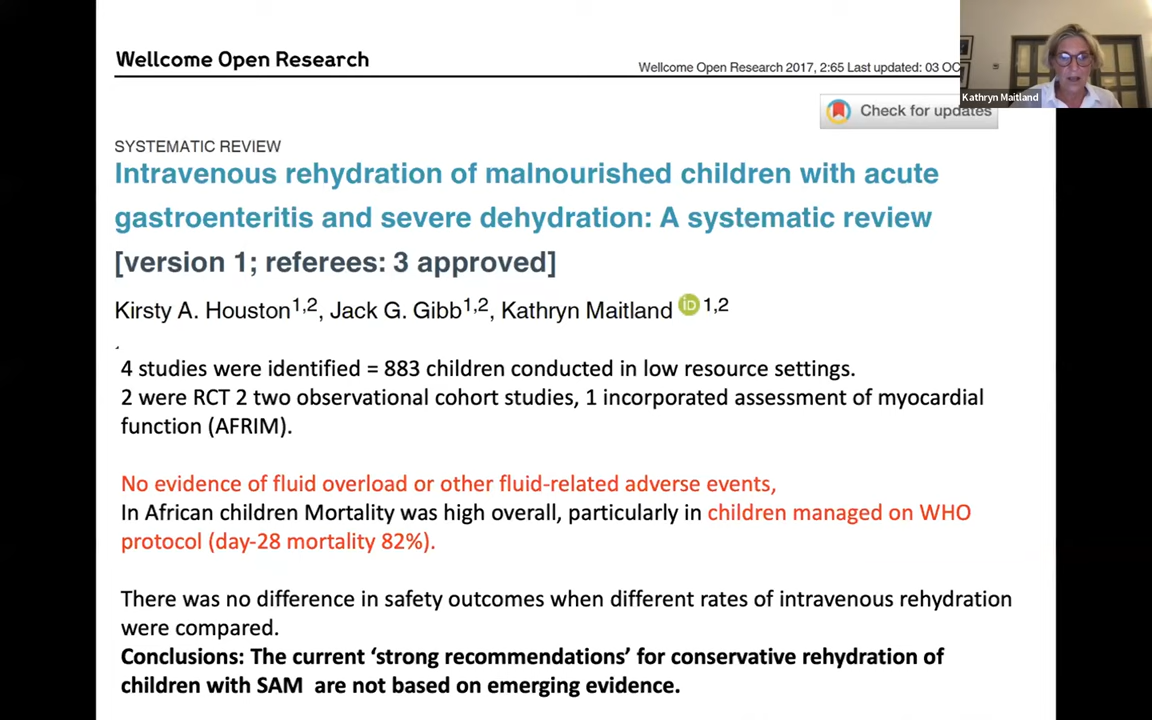 Wellcome Open Research
Wellcome Open Research 2017, 2:65 Last updated: 03 OC
Kathryn Maitland
Check for updates
SYSTEMATIC REVIEW
Intravenous rehydration of malnourished children with acute
gastroenteritis and severe dehydration: A systematic review
[version 1; referees: 3 approved]
Kirsty A. Houston1,2, Jack G. Gibb1,2, Kathryn Maitland iD 1,2
4 studies were identified = 883 children conducted in low resource settings.
2 were RCT 2 two observational cohort studies, 1 incorporated assessment of myocardial
function (AFRIM).
No evidence of fluid overload or other fluid-related adverse events,
In African children Mortality was high overall, particularly in children managed on WHO
protocol (day-28 mortality 82%).
There was no difference in safety outcomes when different rates of intravenous rehydration
were compared.
Conclusions: The current ‘strong recommendations’ for conservative rehydration of
children with SAM  are not based on emerging evidence.